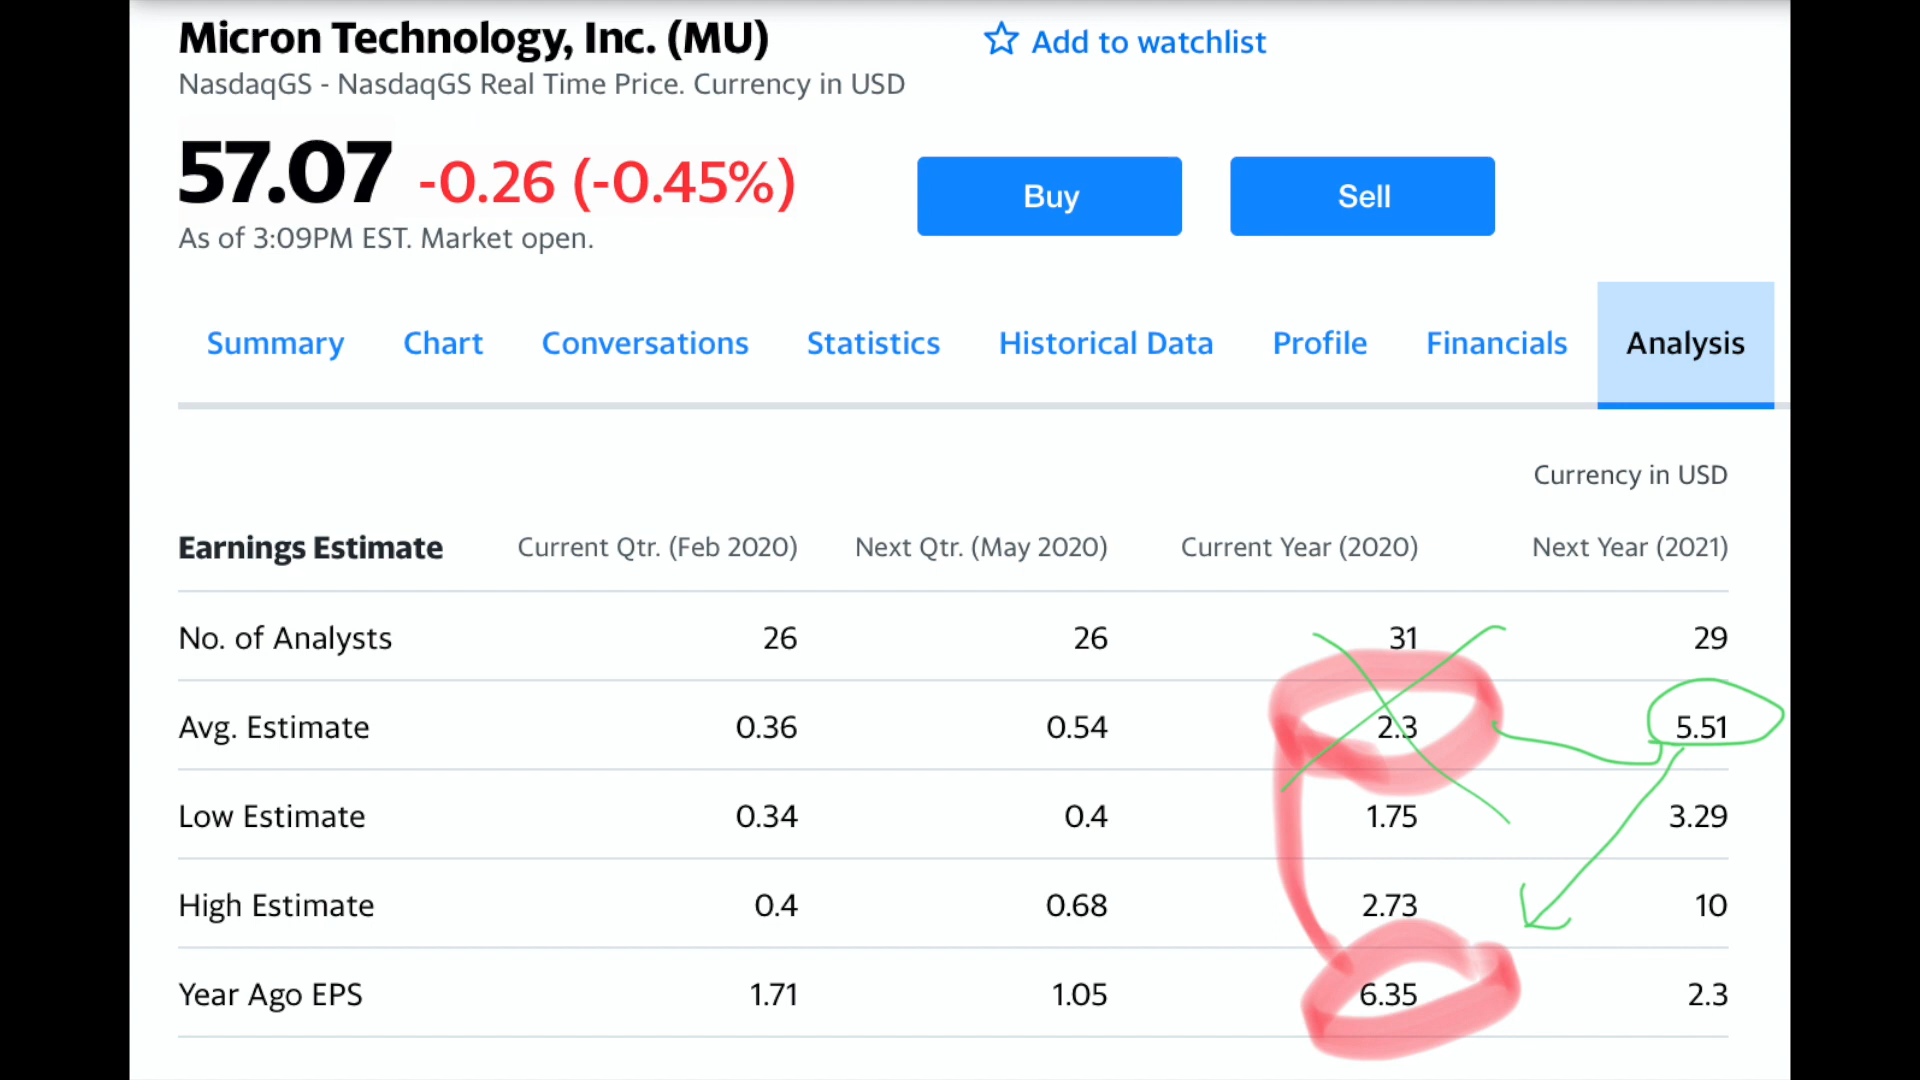 Micron Technology, Inc. (MU)
Add to watchlist
NasdaqGS - NasdaqGS Real Time Price. Currency in USD
57.07 -0.26 (-0.45%)
Buy
Sell
As of 3:09PM EST. Market open.
Summary Chart Conversations Statistics Historical Data Profile Financials Analysis
Currency in USD
Earnings Estimate Current Qtr. (Feb 2020) Next Qtr. (May 2020) Current Year (2020) Next Year (2021)
No. of Analysts 26 26 31 29
Avg. Estimate 0.36 0.54 2.3 5.51
Low Estimate 0.34 0.4 1.75 3.29
High Estimate 0.4 0.68 2.73 10
Year Ago EPS 1.71 1.05 6.35 2.3